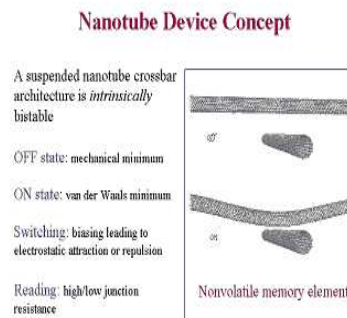 Nanotube Device Concept
A suspended nanotube crossbar
architecture is intrinsically
bistable
OFF state: mechanical minimum
ON state: van der Waals minimum
Switching: biasing leading to
electrostatic attraction or repulsion
Reading: high/low junction
resistance
off
on
Nonvolatile memory element